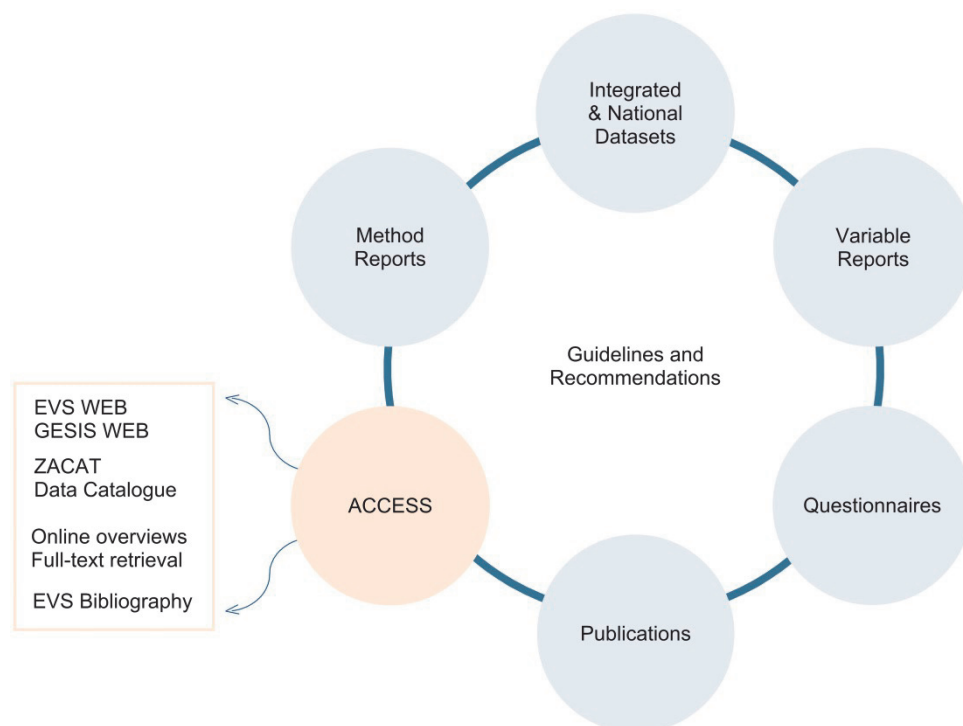 Integrated
& National
Datasets
Method
Reports
Variable
Reports
Guidelines and
Recommendations
EVS WEB
GESIS WEB
ZACAT
Data Catalogue
Online overviews
Full-text retrieval
EVS Bibliography
ACCESS
Questionnaires
Publications